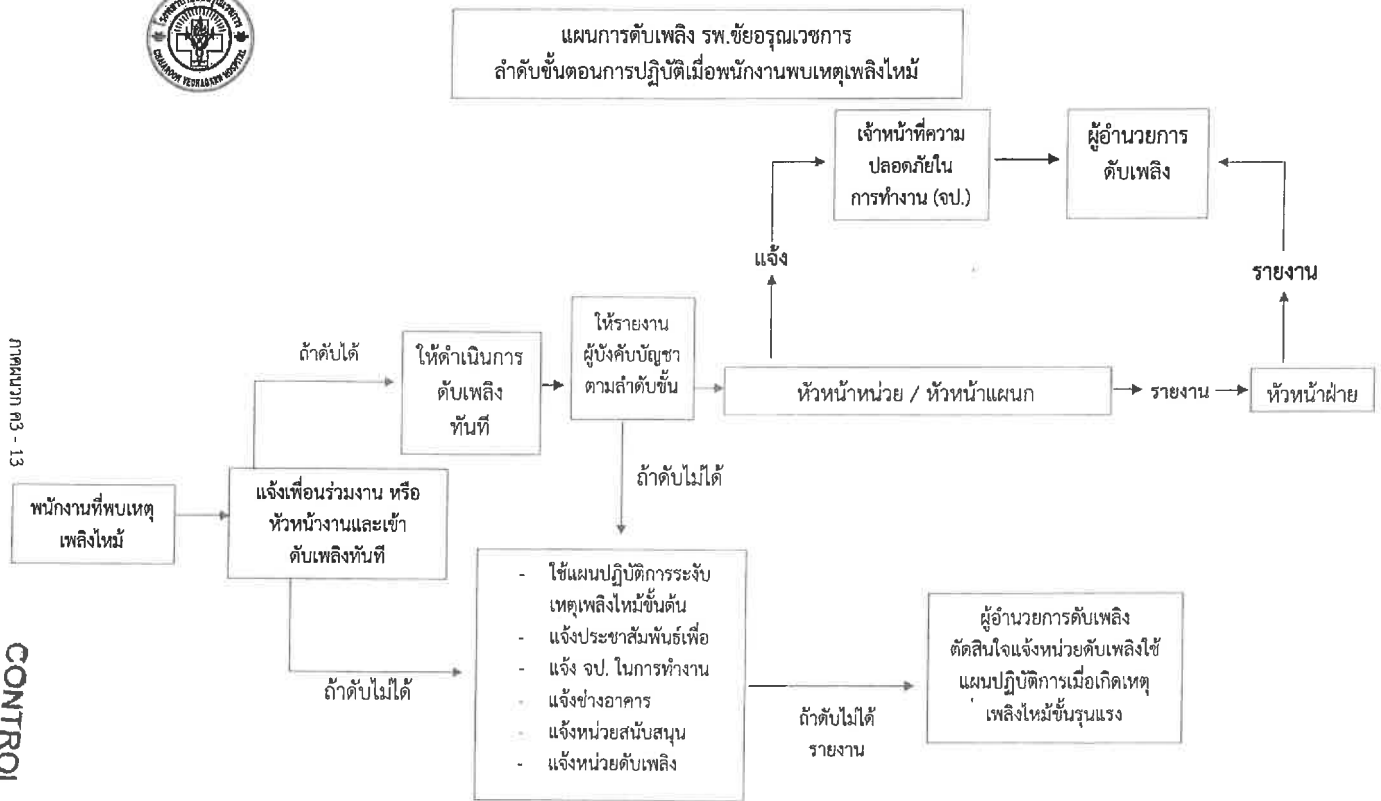 CHAIAROON VECHAGARN HOSPITAL
แผนการดับเพลิง รพ.ชัยอรุณเวชการ
ลำดับขั้นตอนการปฏิบัติเมื่อพนักงานพบเหตุเพลิงไหม้
เจ้าหน้าที่ความ
ปลอดภัยใน
การทำงาน (จป.)
ผู้อำนวยการ
ดับเพลิง
แจ้ง
รายงาน
ถ้าดับได้
ให้ดำเนินการ
ดับเพลิง
ทันที
ให้รายงาน
ผู้บังคับบัญชา
ตามลำดับขั้น
หัวหน้าหน่วย / หัวหน้าแผนก
รายงาน
หัวหน้าฝ่าย
ภาคผนวก ค3 - 13
พนักงานที่พบเหตุ
เพลิงไหม้
แจ้งเพื่อนร่วมงาน หรือ
หัวหน้างานและเข้า
ดับเพลิงทันที
ถ้าดับไม่ได้
ถ้าดับไม่ได้
- ใช้แผนปฏิบัติการระงับ
เหตุเพลิงไหม้ขั้นต้น
- แจ้งประชาสัมพันธ์เพื่อ
- แจ้ง จป. ในการทำงาน
- แจ้งช่างอาคาร
- แจ้งหน่วยสนับสนุน
- แจ้งหน่วยดับเพลิง
ถ้าดับไม่ได้
รายงาน
ผู้อำนวยการดับเพลิง
ตัดสินใจแจ้งหน่วยดับเพลิงใช้
แผนปฏิบัติการเมื่อเกิดเหตุ
เพลิงไหม้ขั้นรุนแรง
CONTROL